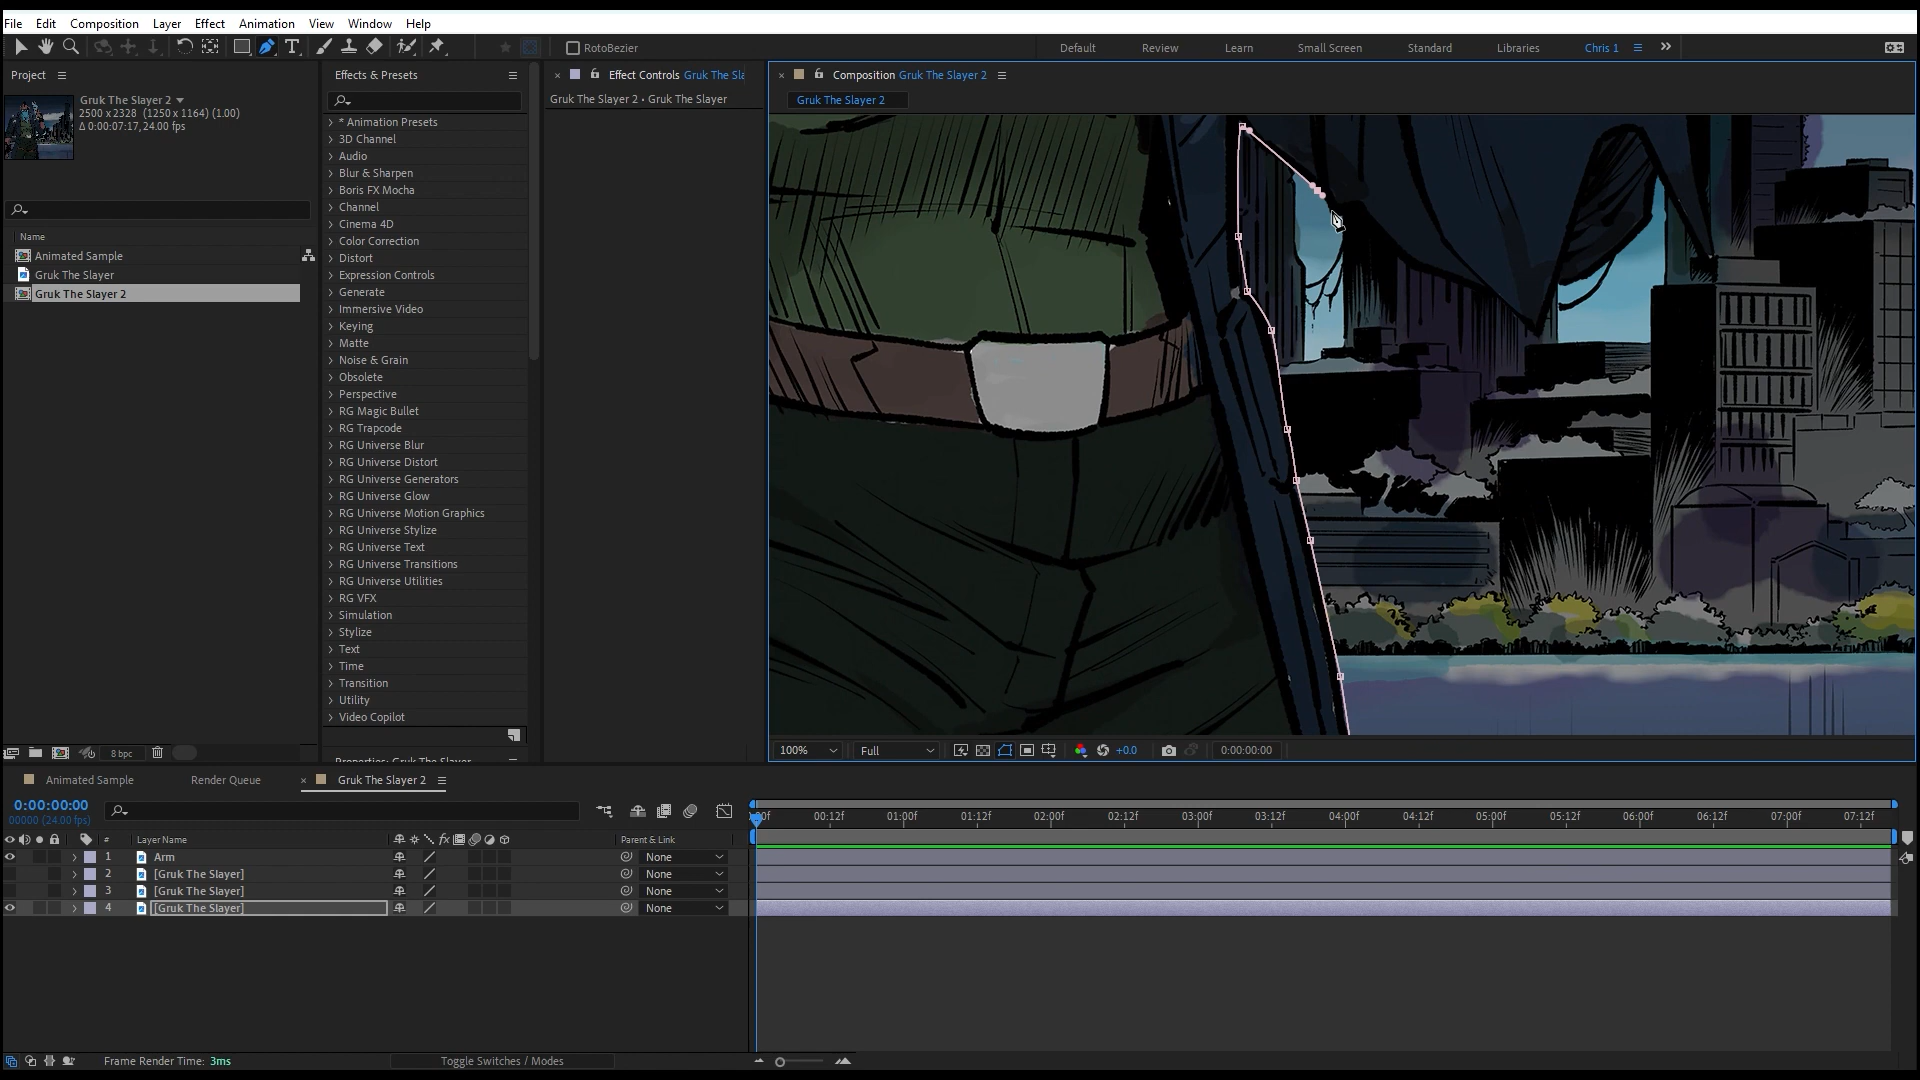 File Edit Composition Layer Effect Animation View Window Help
RotoBezier
Default Review Learn Small Screen Standard Libraries Chris 1
Project
Gruk The Slayer 2
2500 x 2328 (1250 x 1164) (1.00)
Δ 0:00:07:17, 24.00 fps
Name
Animated Sample
Gruk The Slayer
Gruk The Slayer 2
8 bpc
Effects & Presets
* Animation Presets
3D Channel
Audio
Blur & Sharpen
Boris FX Mocha
Channel
Cinema 4D
Color Correction
Distort
Expression Controls
Generate
Immersive Video
Keying
Matte
Noise & Grain
Obsolete
Perspective
RG Magic Bullet
RG Trapcode
RG Universe Blur
RG Universe Distort
RG Universe Generators
RG Universe Glow
RG Universe Motion Graphics
RG Universe Stylize
RG Universe Text
RG Universe Transitions
RG Universe Utilities
RG VFX
Simulation
Stylize
Text
Time
Transition
Utility
Video Copilot
Effect Controls Gruk The Sla
Gruk The Slayer 2 • Gruk The Slayer
Composition Gruk The Slayer 2
Gruk The Slayer 2
100% Full +0.0 0:00:00:00
Animated Sample Render Queue Gruk The Slayer 2
0:00:00:00
00000 (24.00 fps)
00f 00:12f 01:00f 01:12f 02:00f 02:12f 03:00f 03:12f 04:00f 04:12f 05:00f 05:12f 06:00f 06:12f 07:00f 07:12f
# Layer Name fx Parent & Link
1 Arm None
2 [Gruk The Slayer] None
3 [Gruk The Slayer] None
4 [Gruk The Slayer] None
Frame Render Time: 3ms
Toggle Switches / Modes